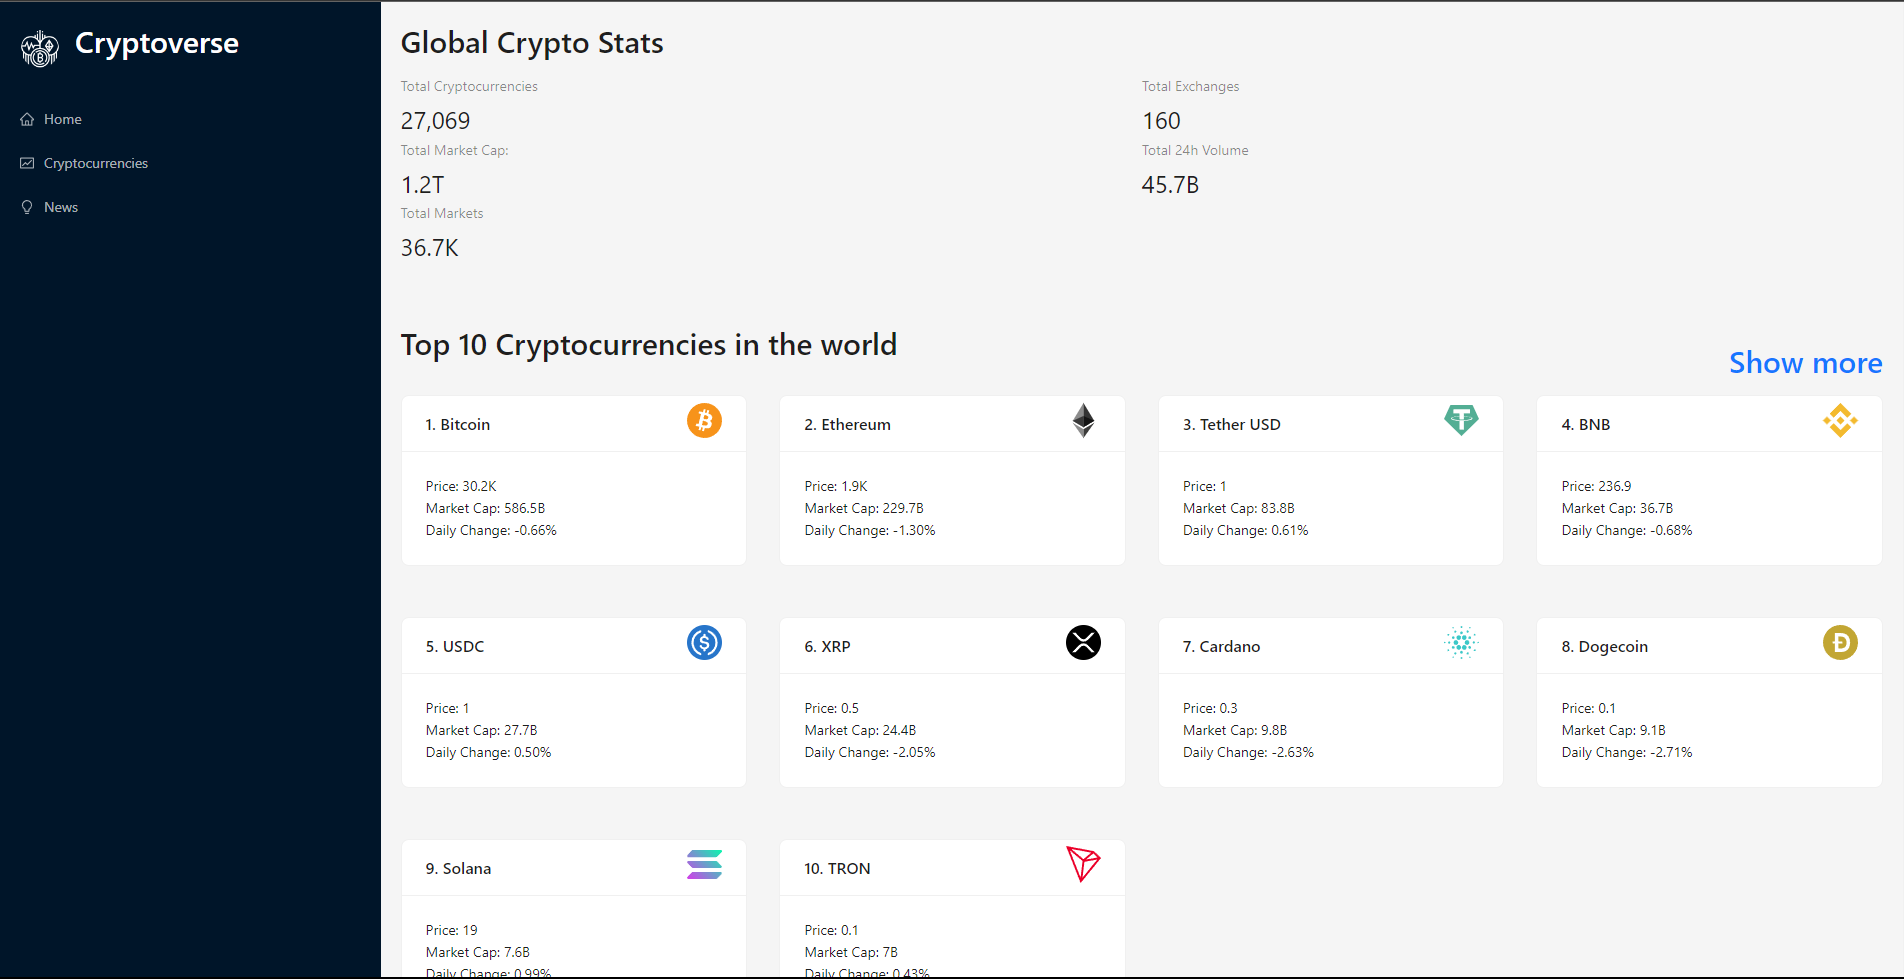 Cryptoverse
Home
Cryptocurrencies
News
Global Crypto Stats
Total Cryptocurrencies
27,069
Total Exchanges
160
Total Market Cap:
1.2T
Total 24h Volume
45.7B
Total Markets
36.7K
Top 10 Cryptocurrencies in the world
Show more
1. Bitcoin
Price: 30.2K
Market Cap: 586.5B
Daily Change: -0.66%
2. Ethereum
Price: 1.9K
Market Cap: 229.7B
Daily Change: -1.30%
3. Tether USD
Price: 1
Market Cap: 83.8B
Daily Change: 0.61%
4. BNB
Price: 236.9
Market Cap: 36.7B
Daily Change: -0.68%
5. USDC
Price: 1
Market Cap: 27.7B
Daily Change: 0.50%
6. XRP
Price: 0.5
Market Cap: 24.4B
Daily Change: -2.05%
7. Cardano
Price: 0.3
Market Cap: 9.8B
Daily Change: -2.63%
8. Dogecoin
Price: 0.1
Market Cap: 9.1B
Daily Change: -2.71%
9. Solana
Price: 19
Market Cap: 7.6B
Daily Change: 0.99%
10. TRON
Price: 0.1
Market Cap: 7B
Daily Change: 0.43%